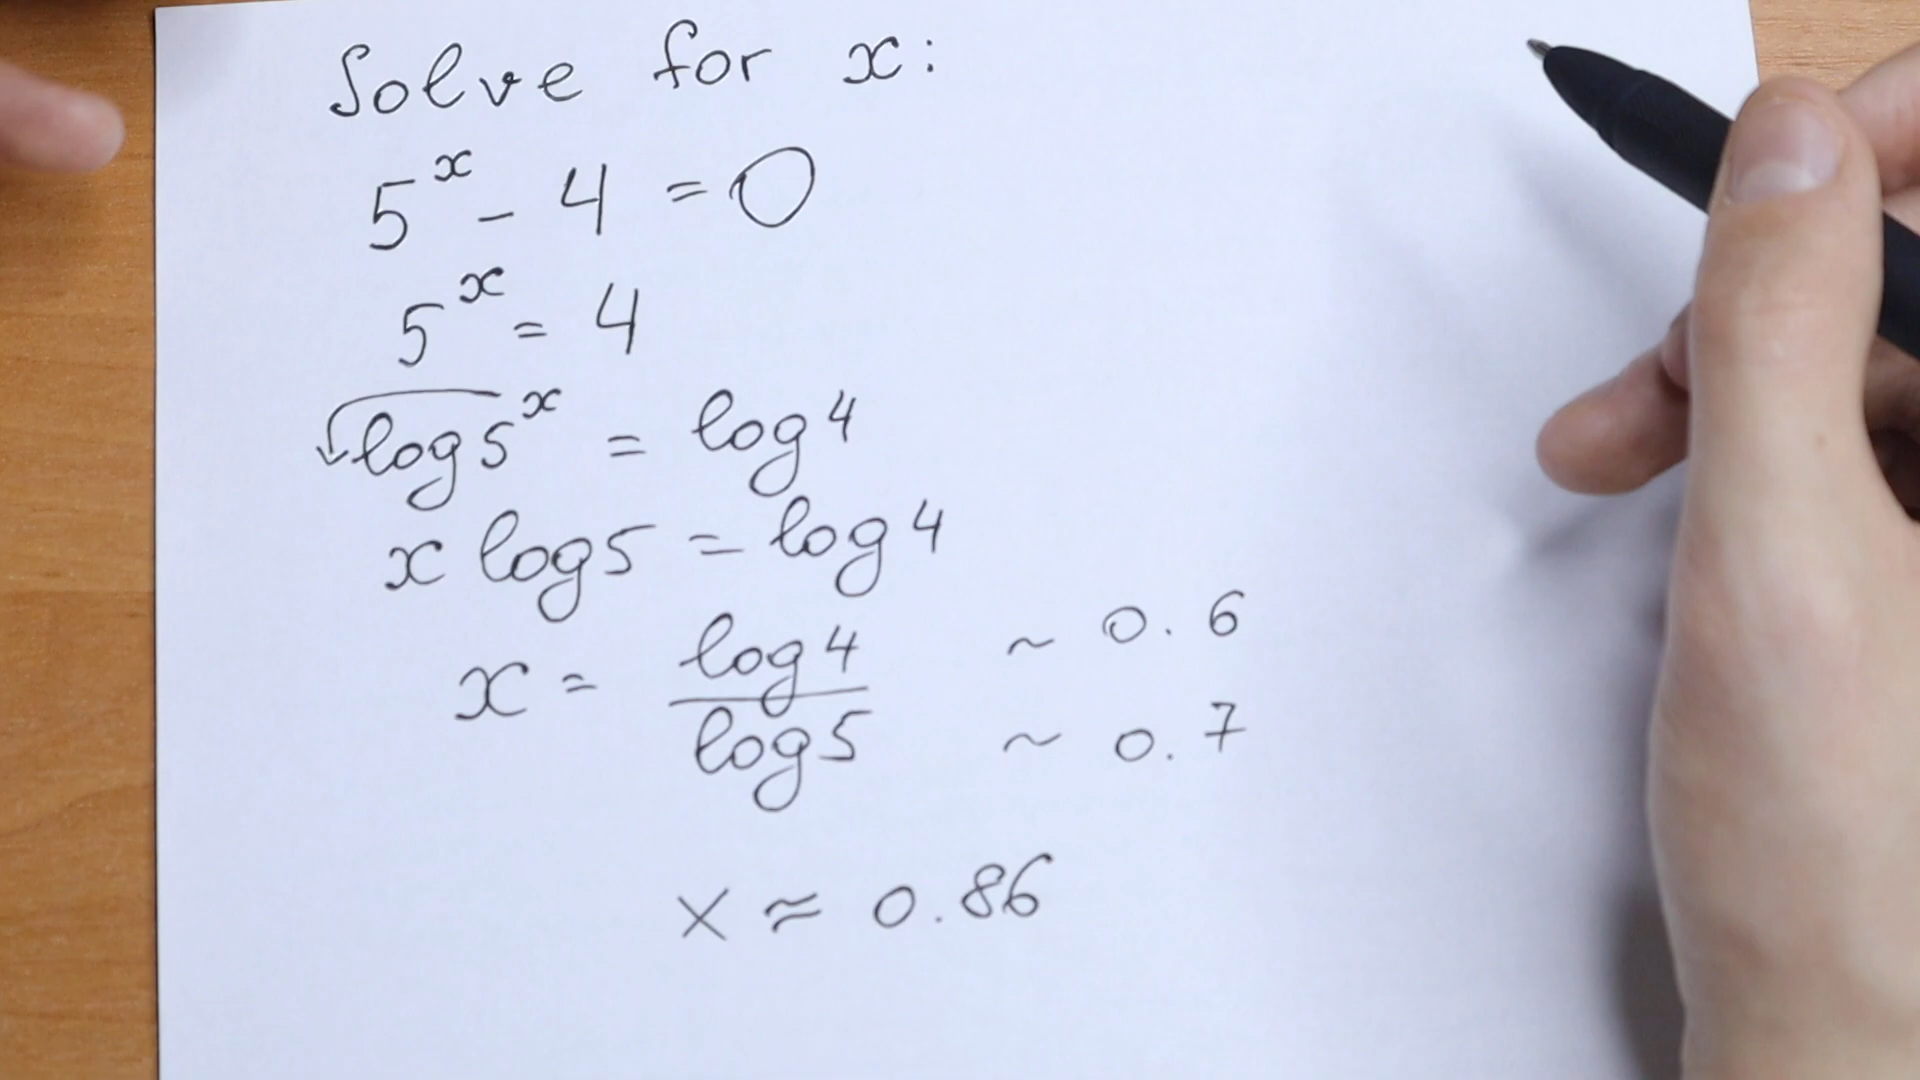 Solve for x:
5^x - 4 = 0
5^x = 4
log 5^x = log 4
x log 5 = log 4
x = log 4 / log 5 ~ 0.6 ~ 0.7
x ≈ 0.86